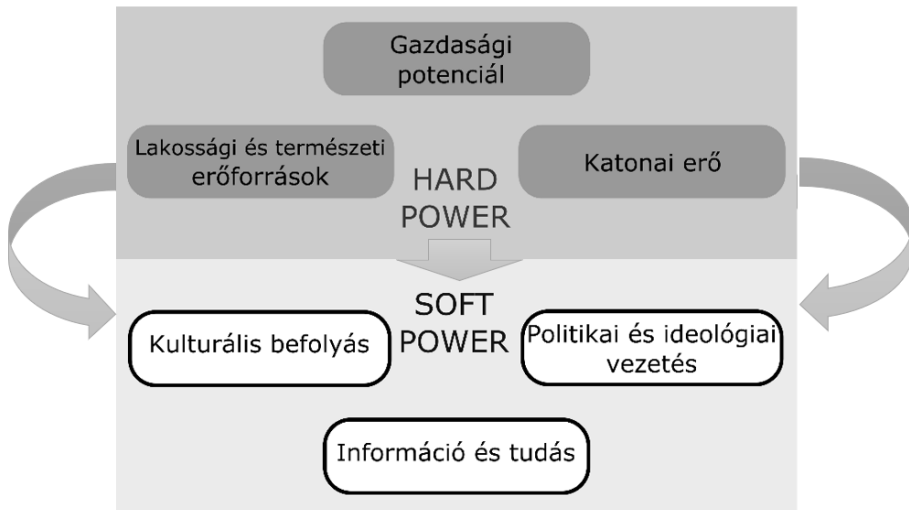 Gazdasági
potenciál
Lakossági és természeti
erőforrások
Katonai erő
HARD
POWER
SOFT
POWER
Kulturális befolyás
Politikai és ideológiai
vezetés
Információ és tudás